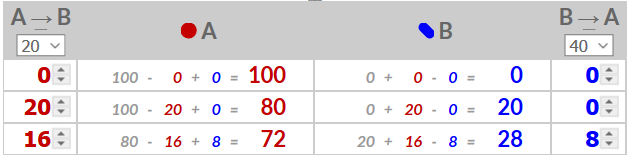 A → B A B B → A
20 40
0 100 - 0 + 0 = 100 0 + 0 - 0 = 0 0
20 100 - 20 + 0 = 80 0 + 20 - 0 = 20 0
16 80 - 16 + 8 = 72 20 + 16 - 8 = 28 8